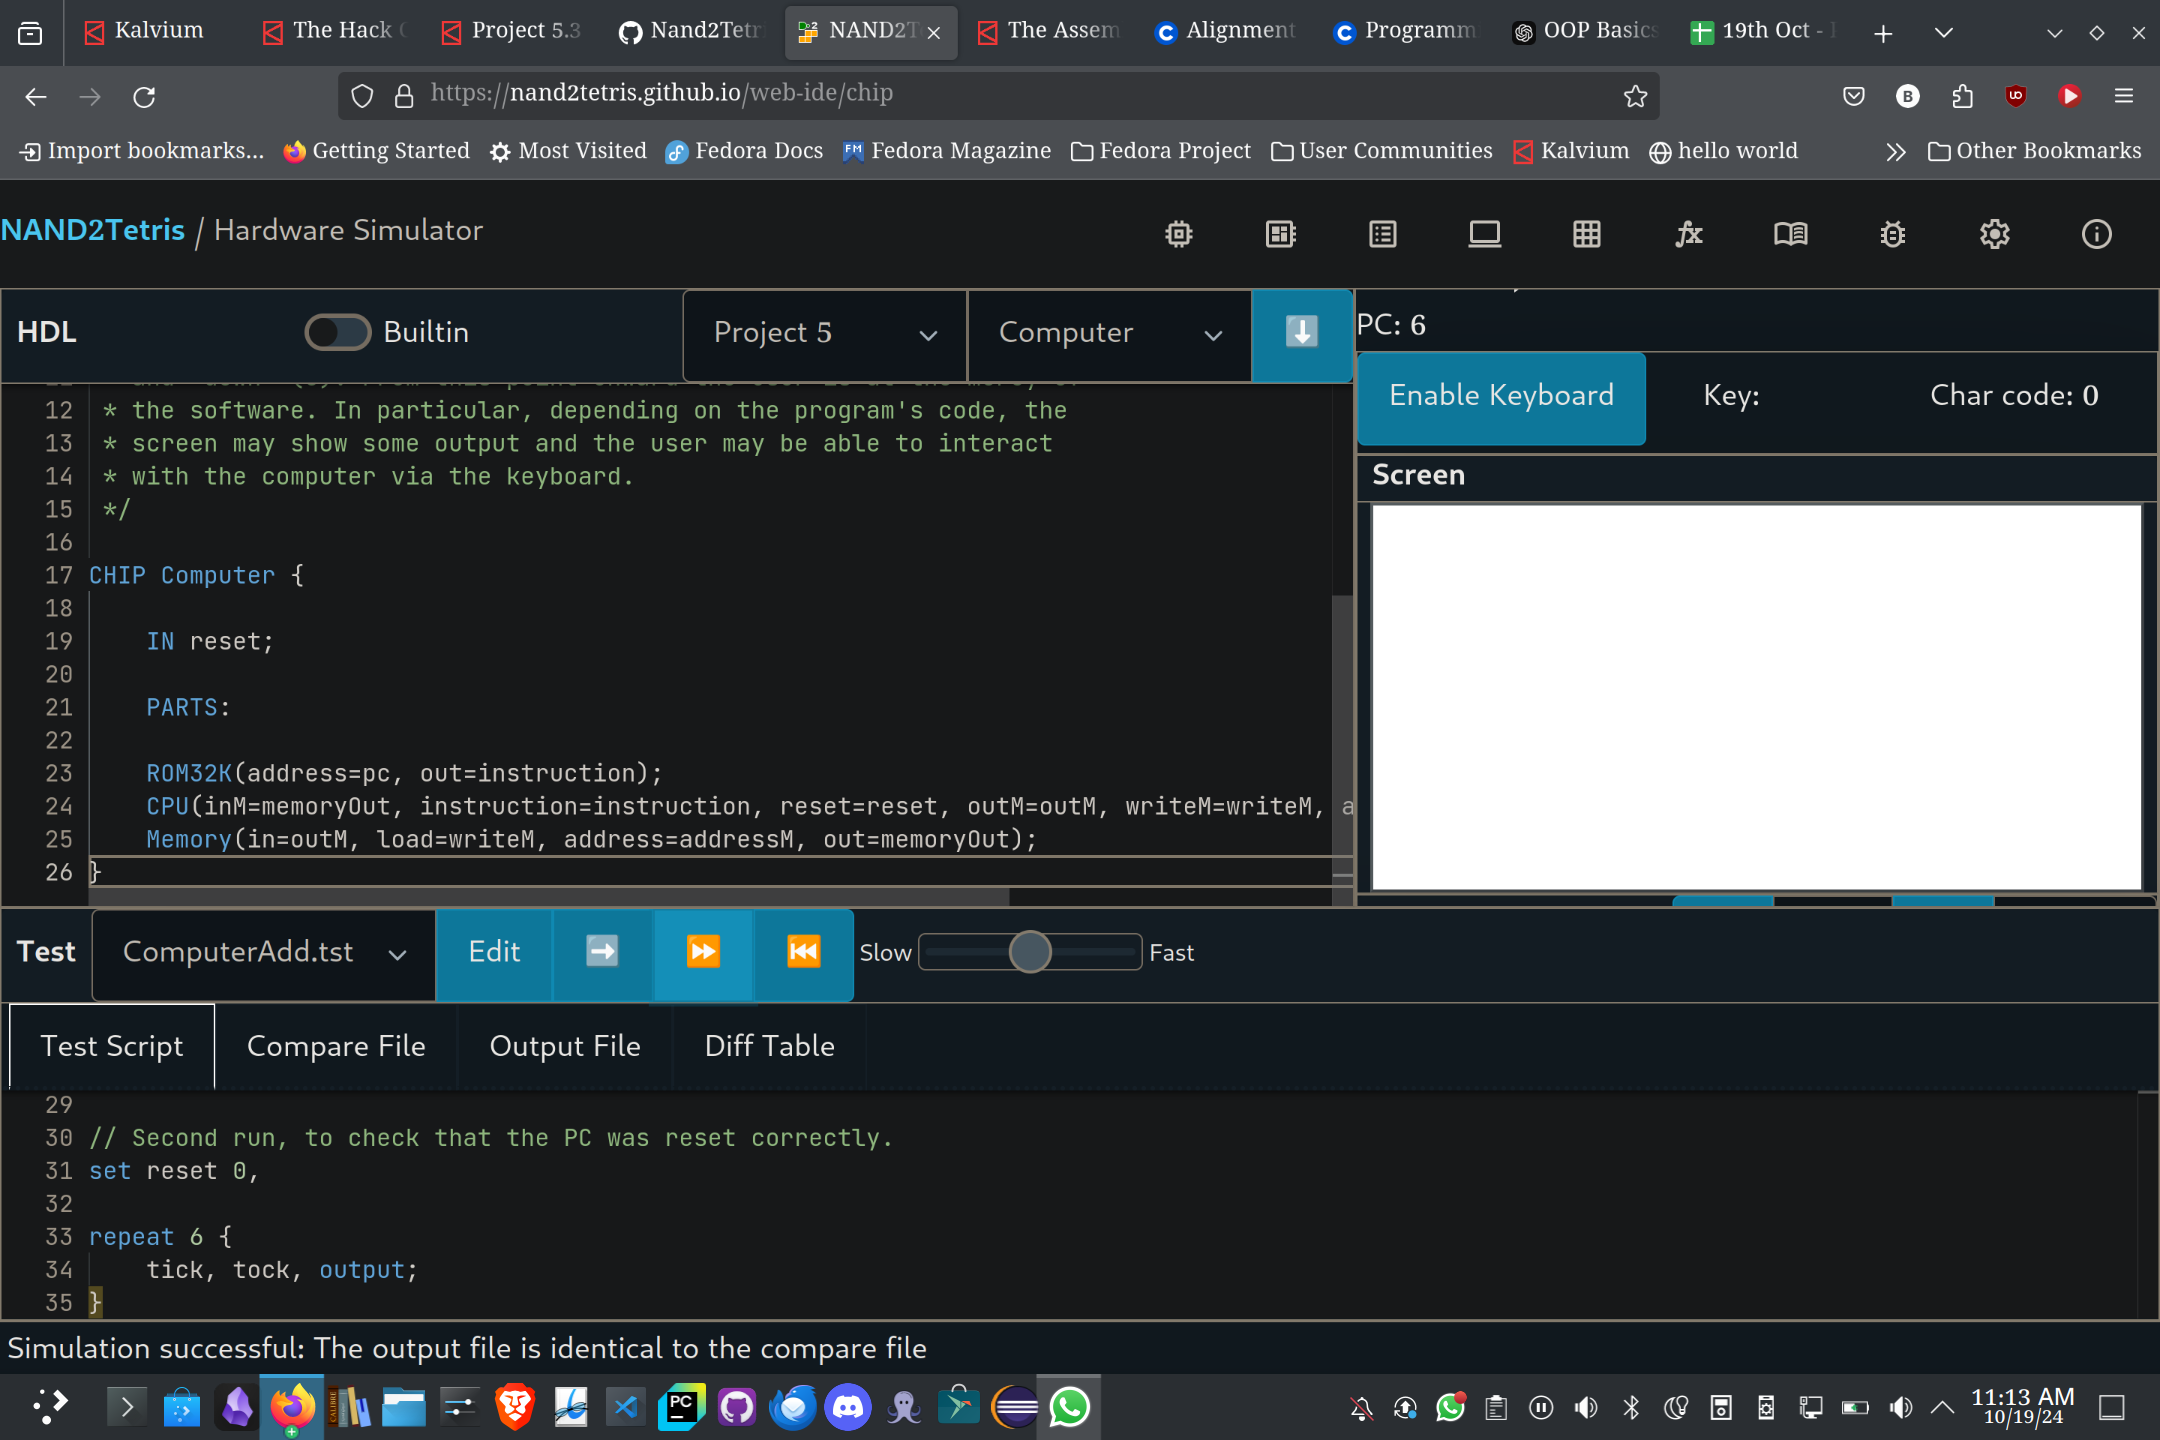 Kalvium
The Hack C
Project 5.3
Nand2Tetr
NAND2T
The Assem
Alignment
Programm
OOP Basics
19th Oct -
https://nand2tetris.github.io/web-ide/chip
Import bookmarks...
Getting Started
Most Visited
Fedora Docs
Fedora Magazine
Fedora Project
User Communities
Kalvium
hello world
Other Bookmarks
NAND2Tetris / Hardware Simulator
HDL
Builtin
Project 5
Computer
PC: 6
Enable Keyboard
Key:
Char code: 0
Screen
12 * the software. In particular, depending on the program's code, the
13 * screen may show some output and the user may be able to interact
14 * with the computer via the keyboard.
15 */
16
17 CHIP Computer {
18
19 IN reset;
20
21 PARTS:
22
23 ROM32K(address=pc, out=instruction);
24 CPU(inM=memoryOut, instruction=instruction, reset=reset, outM=outM, writeM=writeM, a
25 Memory(in=outM, load=writeM, address=addressM, out=memoryOut);
26 }
Test
ComputerAdd.tst
Edit
Slow
Fast
Test Script
Compare File
Output File
Diff Table
29
30 // Second run, to check that the PC was reset correctly.
31 set reset 0,
32
33 repeat 6 {
34 tick, tock, output;
35 }
Simulation successful: The output file is identical to the compare file
11:13 AM
10/19/24